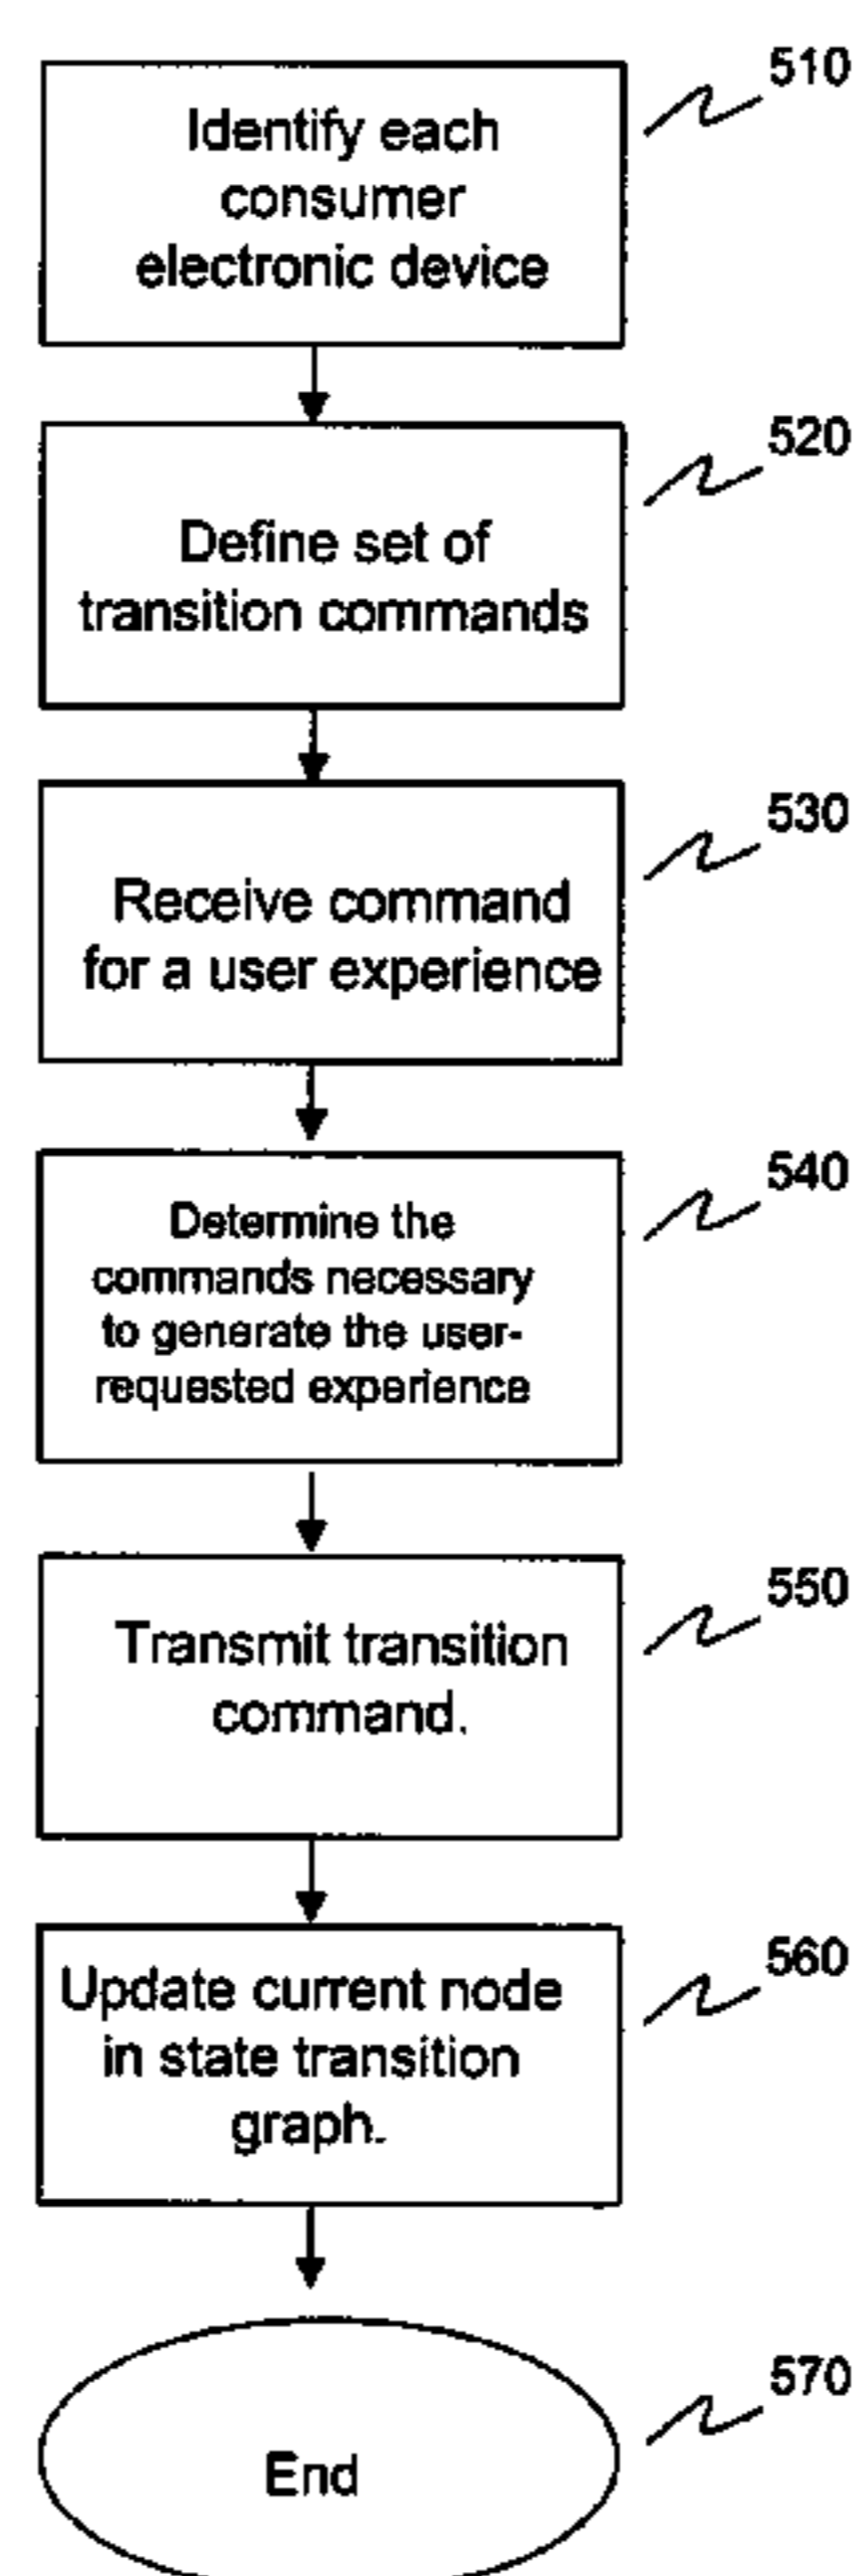 510
Identify each
consumer
electronic device
520
Define set of
transition commands
530
Receive command
for a user experience
540
Determine the
commands necessary
to generate the user-
requested experience
550
Transmit transition
command.
560
Update current node
in state transition
graph.
570
End